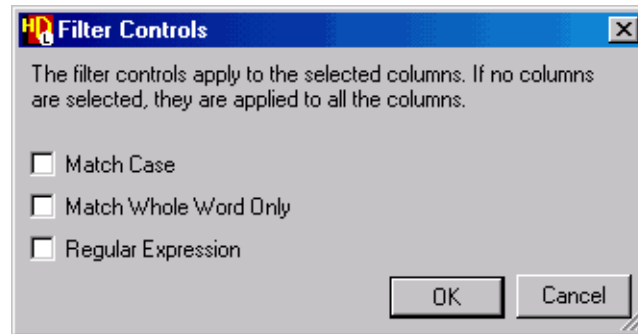 HDL Filter Controls
The filter controls apply to the selected columns. If no columns
are selected, they are applied to all the columns.
Match Case
Match Whole Word Only
Regular Expression
OK Cancel